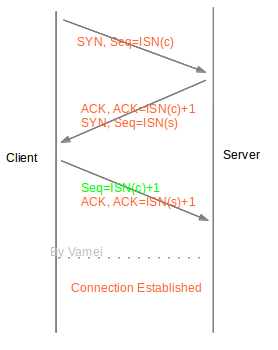 SYN, Seq=ISN(c)
ACK, ACK=ISN(c)+1
SYN, Seq=ISN(s)
Client
Server
Seq=ISN(c)+1
ACK, ACK=ISN(s)+1
By Vamei
Connection Established